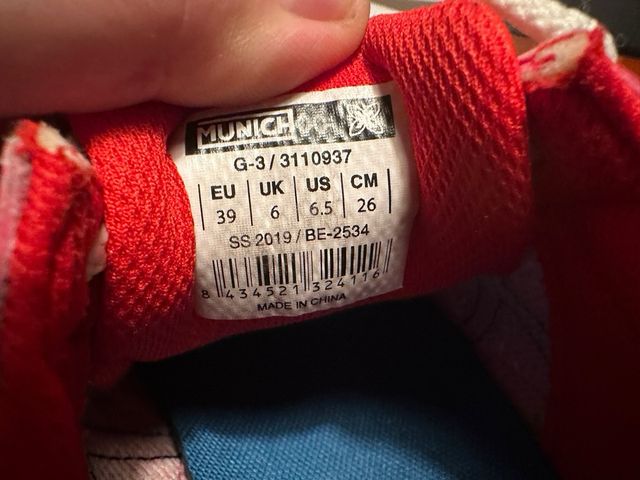 MUNICH
G-3 / 3110937
EU UK US CM
39 6 6.5 26
SS 2019 / BE-2534
8 434521 324116
MADE IN CHINA